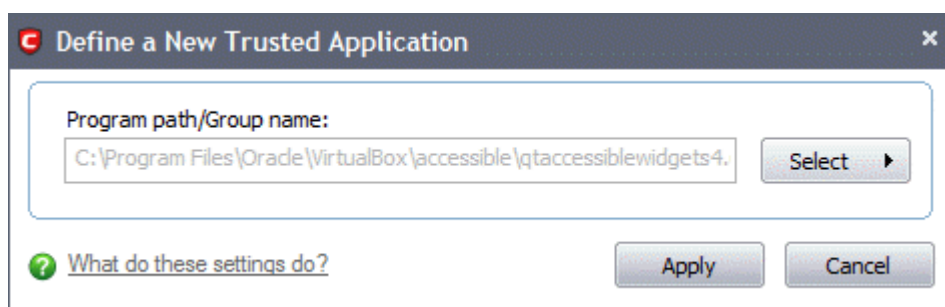 Define a New Trusted Application
Program path/Group name:
C:\Program Files\Oracle\VirtualBox\accessible\qtaccessiblewidgets4.
Select
What do these settings do?
Apply
Cancel